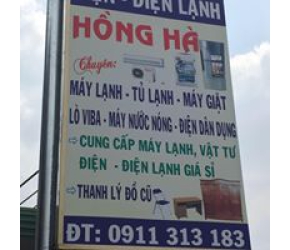 ĐIỆN - ĐIỆN LẠNH
HỒNG HÀ
Chuyên:
MÁY LẠNH - TỦ LẠNH - MÁY GIẶT
LÒ VIBA - MÁY NƯỚC NÓNG - ĐIỆN DÂN DỤNG
⇨CUNG CẤP MÁY LẠNH, VẬT TƯ
ĐIỆN - ĐIỆN LẠNH GIÁ SỈ
⇨THANH LÝ ĐỒ CŨ
ĐT: 0911 313 183